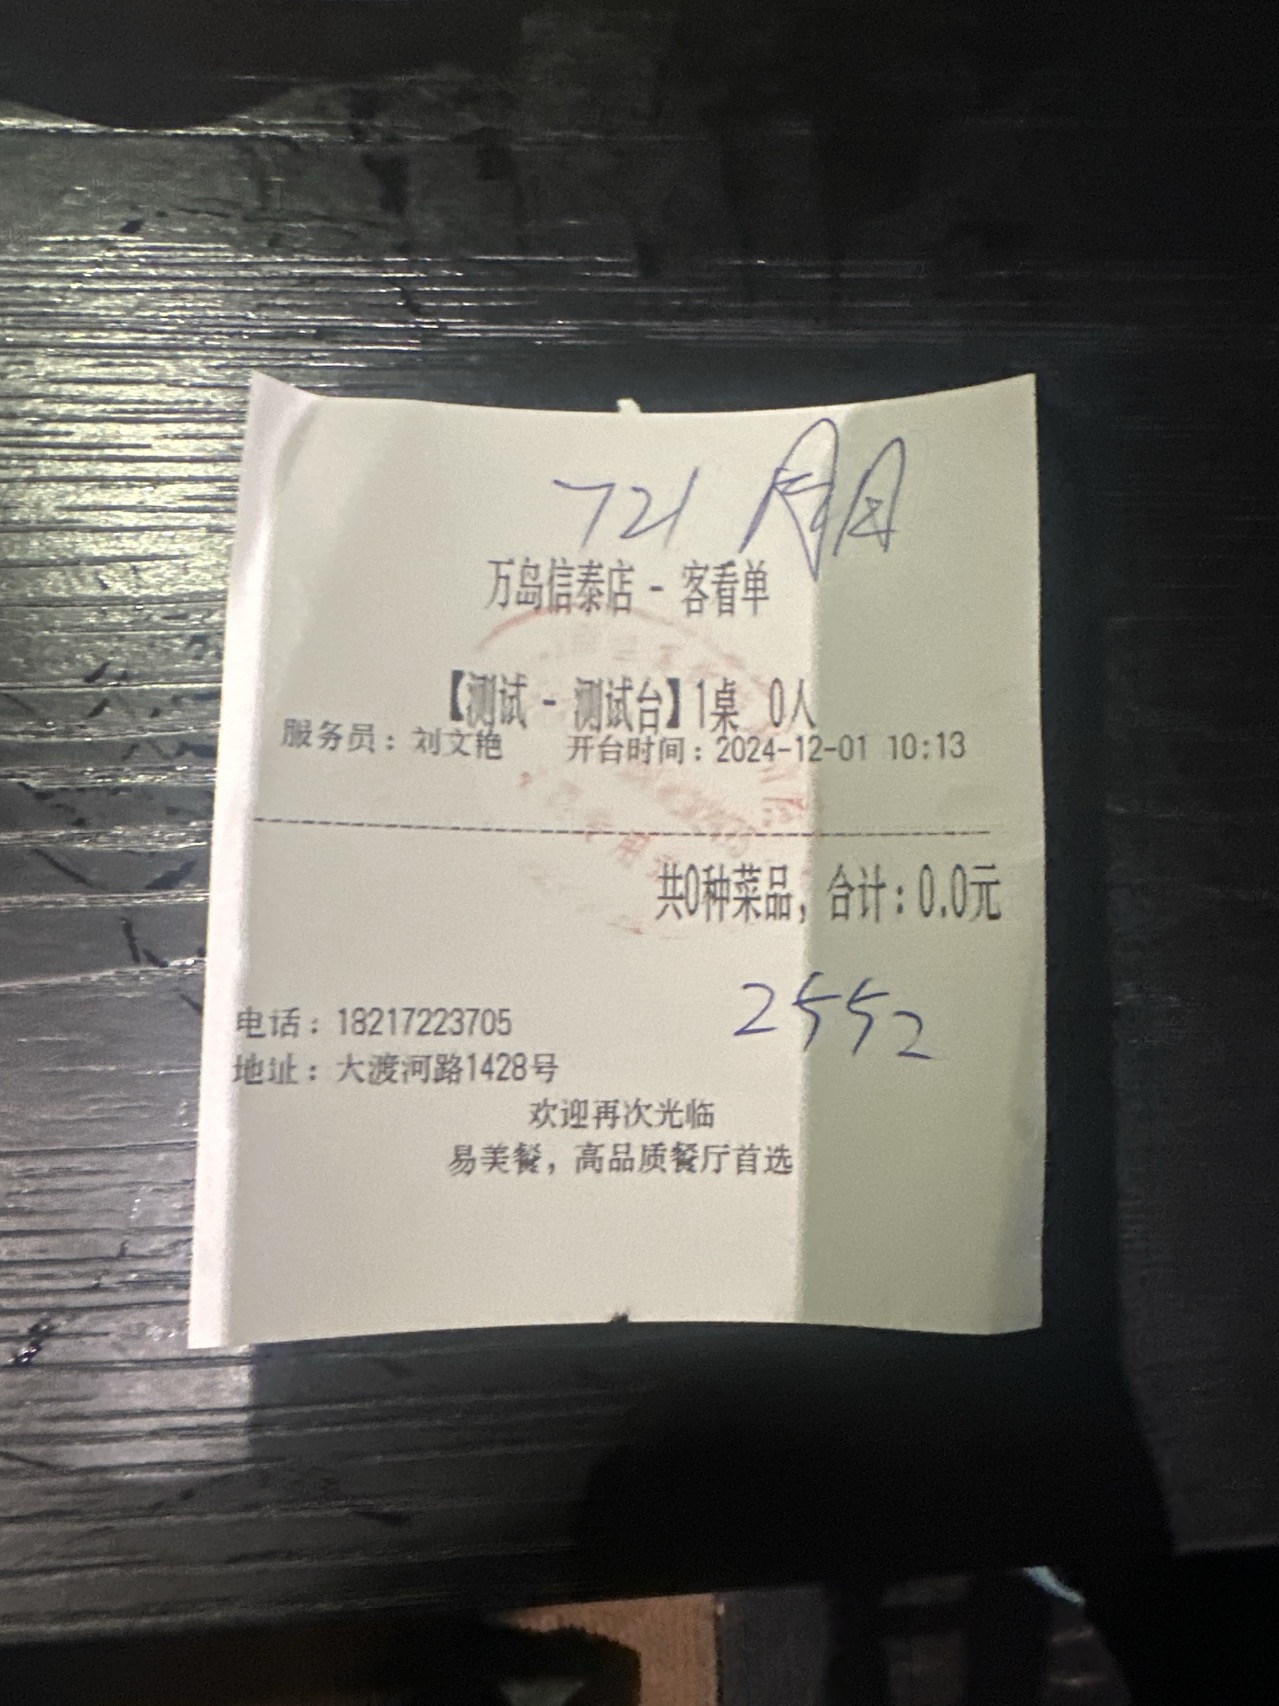 721
万岛信泰店 - 客看单
【测试 - 测试台】1桌 0人
服务员：刘文艳 开台时间：2024-12-01 10:13
共0种菜品，合计：0.0元
2552
电话：18217223705
地址：大渡河路1428号
欢迎再次光临
易美餐，高品质餐厅首选